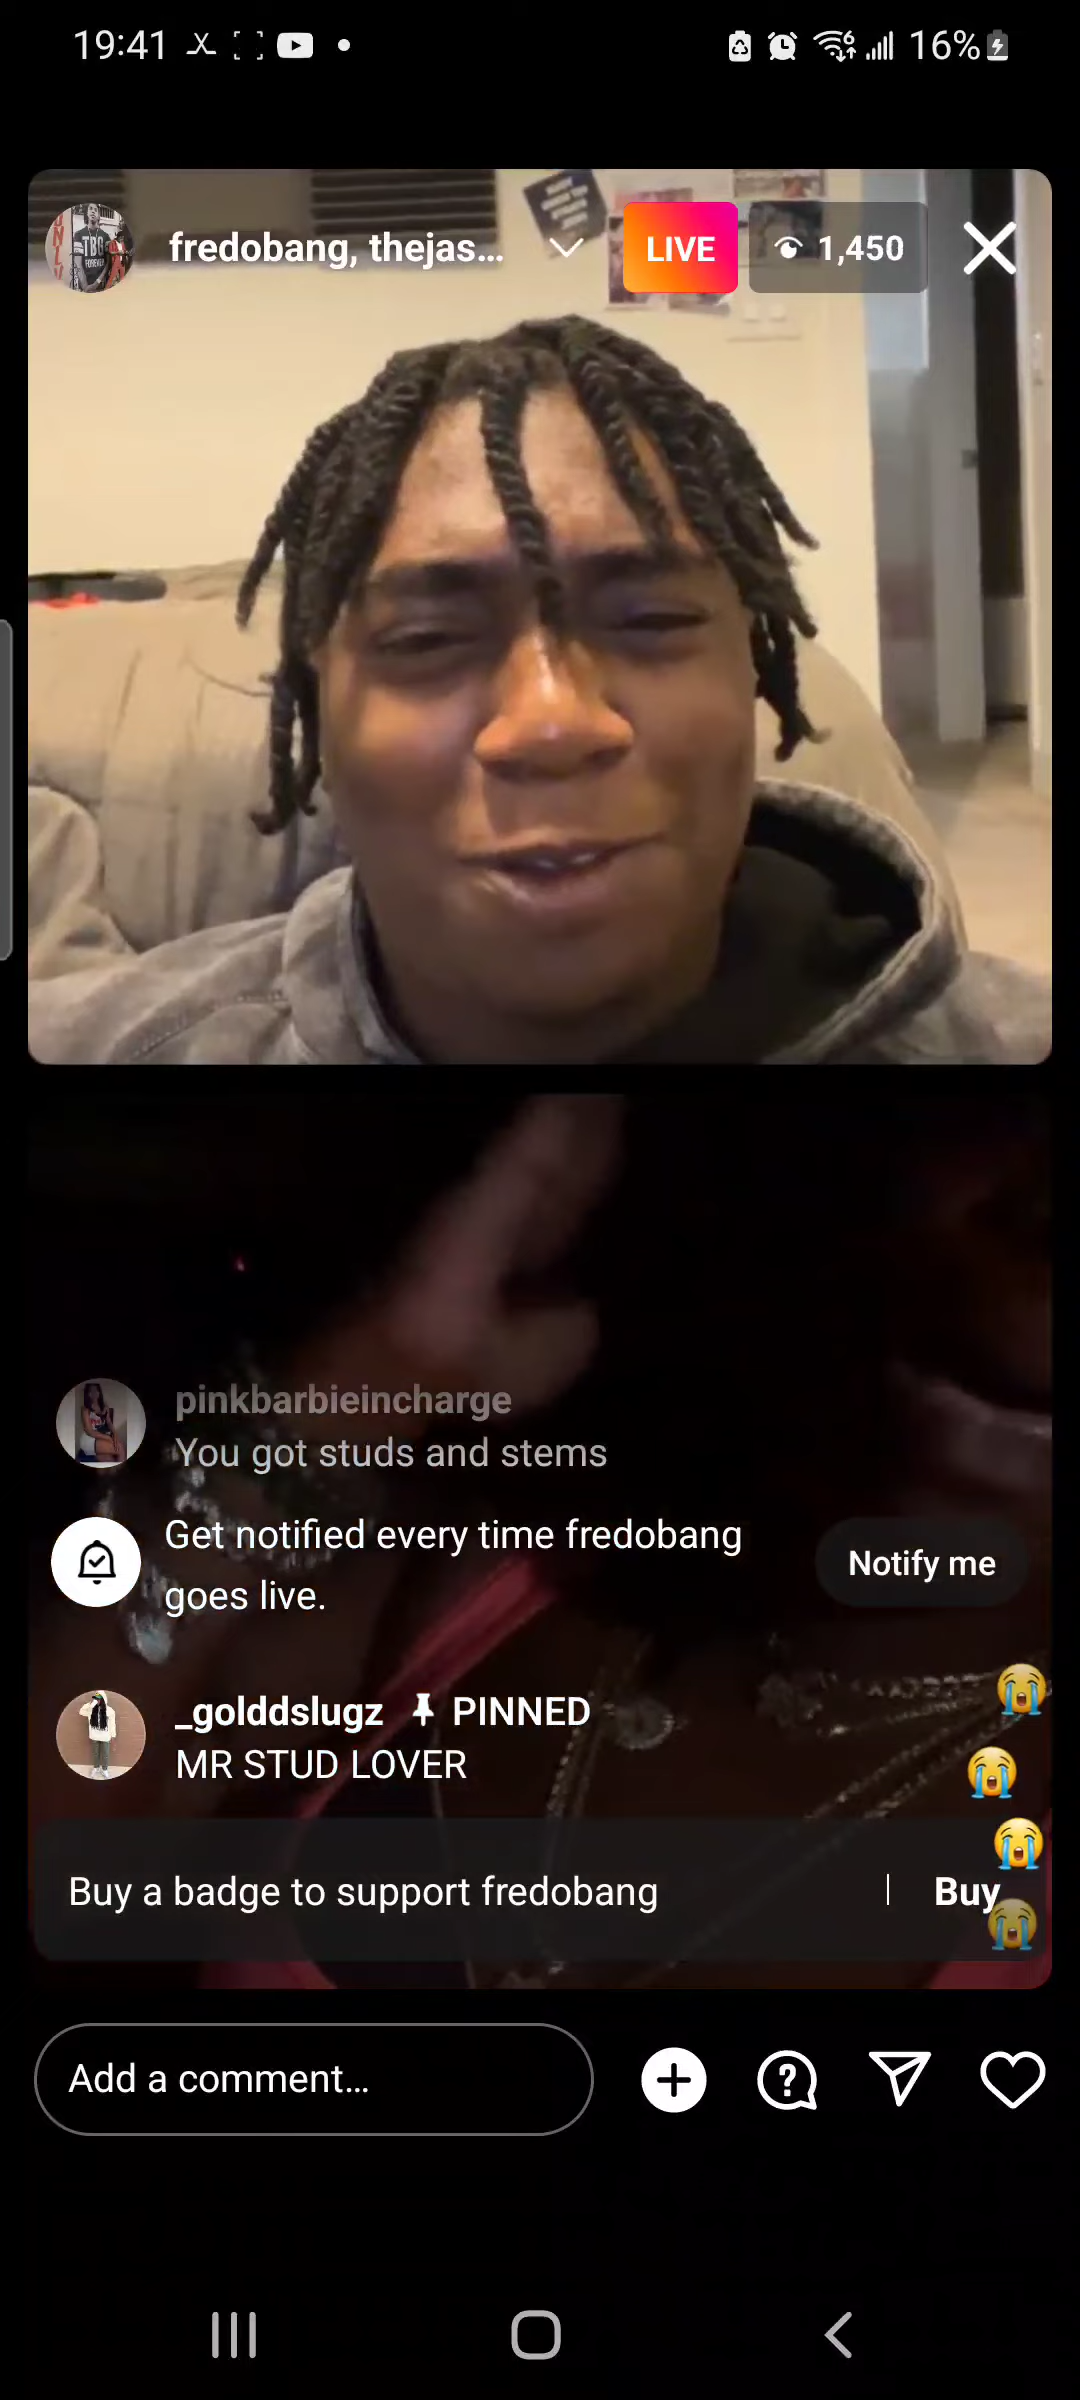 19:41
16%
fredobang, thejas...
LIVE
1,450
pinkbarbieincharge
You got studs and stems
Get notified every time fredobang
goes live.
Notify me
_golddslugz PINNED
MR STUD LOVER
Buy a badge to support fredobang
Buy
Add a comment...